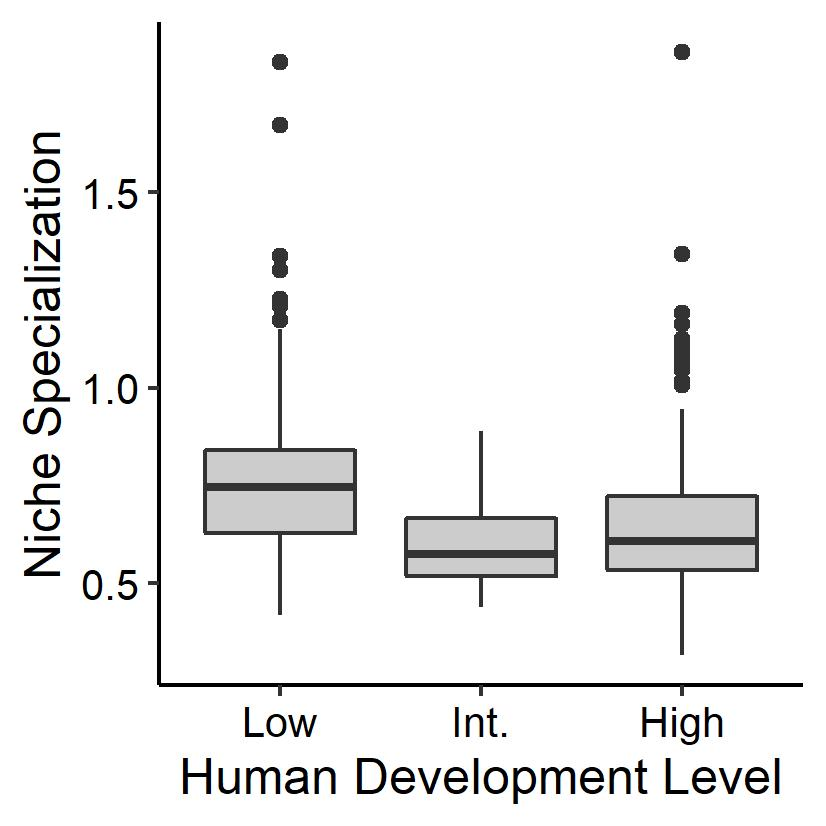 Niche Specialization
1.5
1.0
0.5
Low
Int.
High
Human Development Level